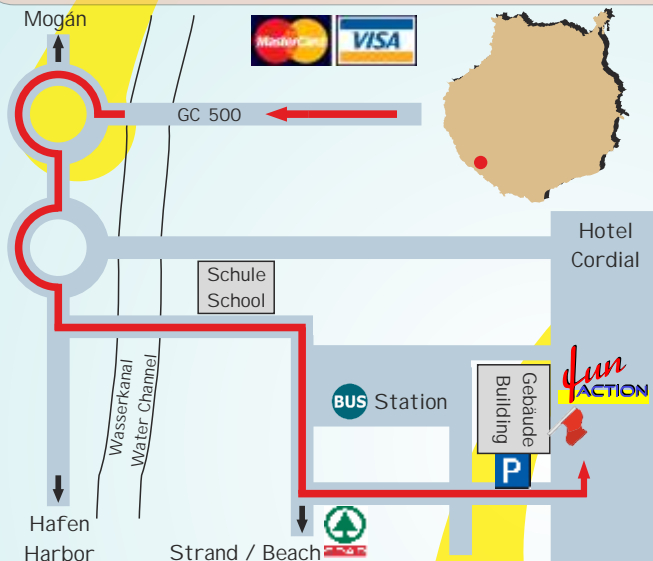 Mogán
MasterCard
VISA
GC 500
Hotel
Cordial
Schule
School
Wasserkanal
Water Channel
fun
ACTION
Gebäude
Building
BUS Station
P
Hafen
Harbor
Strand / Beach
SPAR